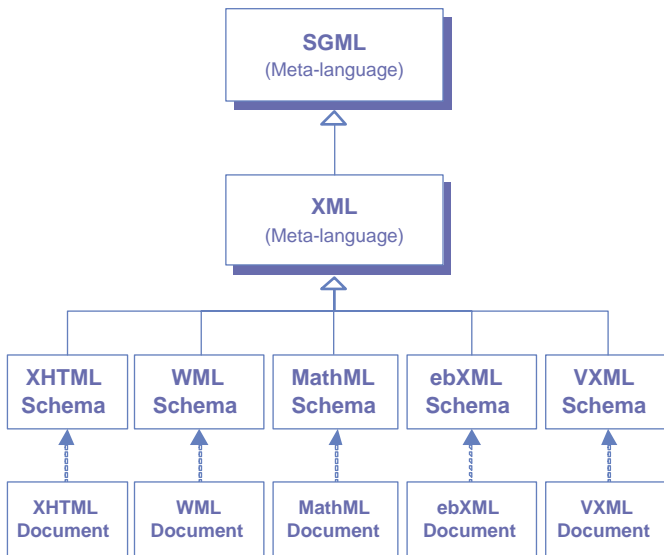 SGML
(Meta-language)
XML
(Meta-language)
XHTML
Schema
WML
Schema
MathML
Schema
ebXML
Schema
VXML
Schema
XHTML
Document
WML
Document
MathML
Document
ebXML
Document
VXML
Document